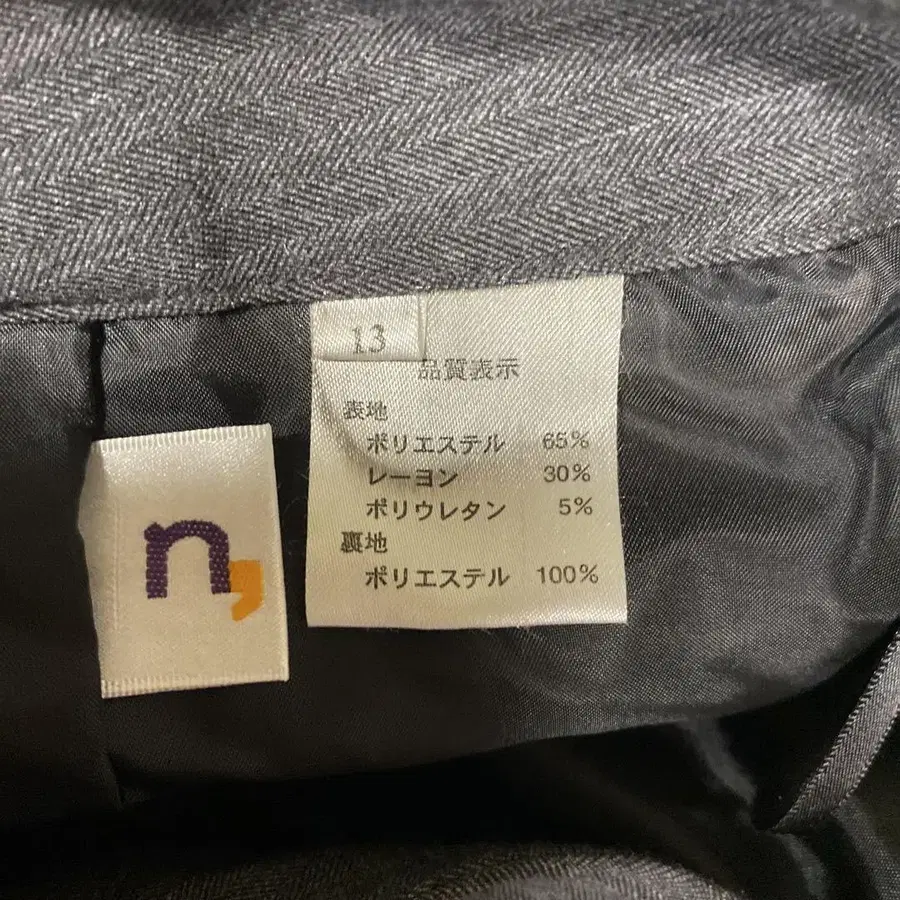 13
品質表示
表地
ポリエステル 65%
レーヨン 30%
ポリウレタン 5%
裏地
ポリエステル 100%
n,